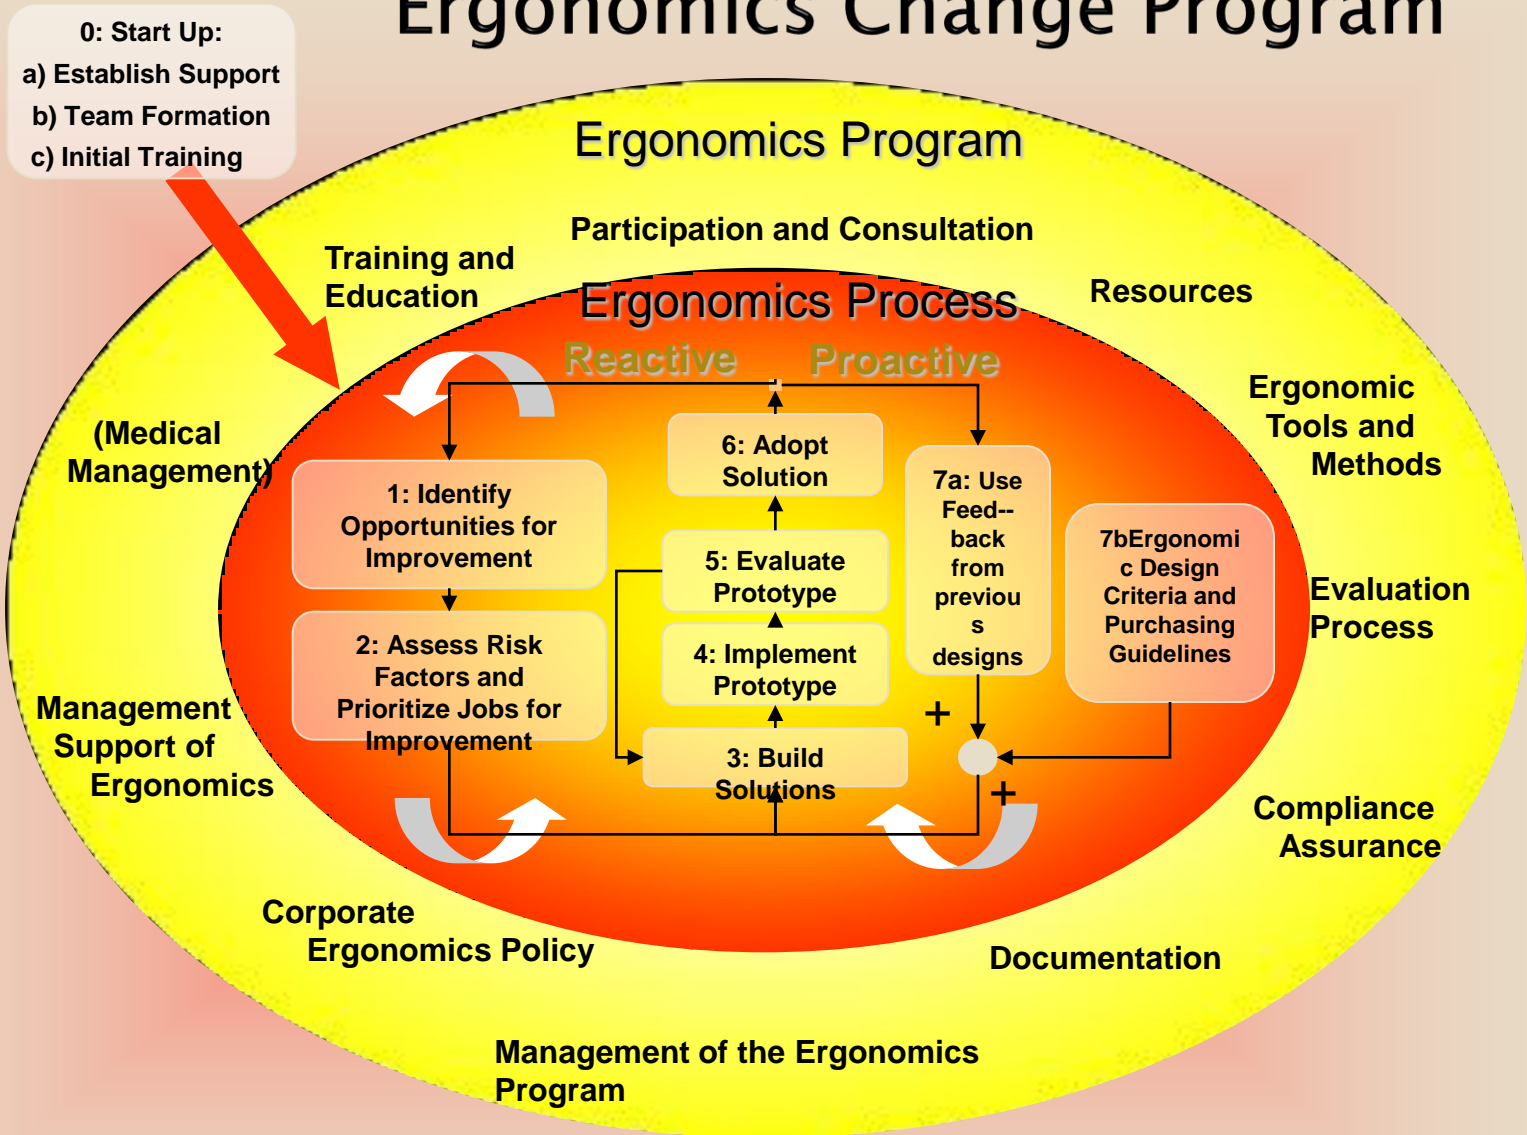 Ergonomics Change Program
0: Start Up:
a) Establish Support
b) Team Formation
c) Initial Training
Ergonomics Program
Participation and Consultation
Training and
Education
Resources
Ergonomics Process
Reactive
Proactive
(Medical
Management)
Ergonomic
Tools and
Methods
1: Identify
Opportunities for
Improvement
2: Assess Risk
Factors and
Prioritize Jobs for
Improvement
6: Adopt
Solution
5: Evaluate
Prototype
4: Implement
Prototype
3: Build
Solutions
7a: Use
Feed--
back
from
previou
s
designs
+
+
7bErgonomi
c Design
Criteria and
Purchasing
Guidelines
Evaluation
Process
Management
Support of
Ergonomics
Compliance
Assurance
Corporate
Ergonomics Policy
Documentation
Management of the Ergonomics
Program